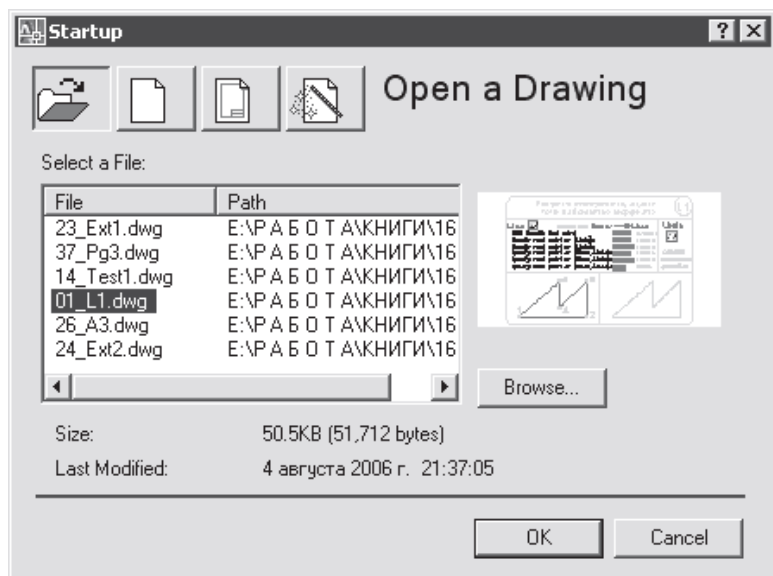 Startup
Open a Drawing
Select a File:
File Path
23_Ext1.dwg E:\Р А Б О Т А\КНИГИ\16
37_Pg3.dwg E:\Р А Б О Т А\КНИГИ\16
14_Test1.dwg E:\Р А Б О Т А\КНИГИ\16
01_L1.dwg E:\Р А Б О Т А\КНИГИ\16
26_A3.dwg E:\Р А Б О Т А\КНИГИ\16
24_Ext2.dwg E:\Р А Б О Т А\КНИГИ\16
Browse...
Size: 50.5KB (51,712 bytes)
Last Modified: 4 августа 2006 г. 21:37:05
OK Cancel